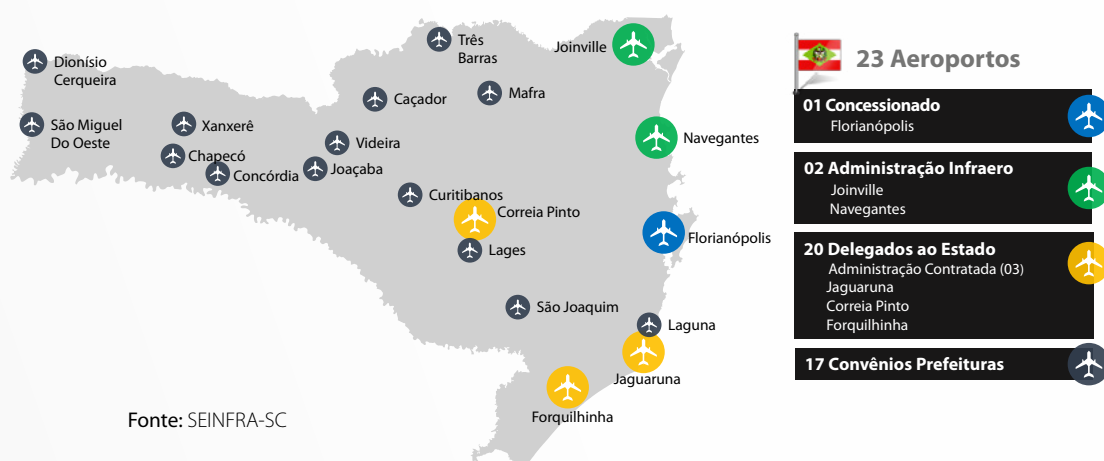 Três
Barras
Joinville
Dionísio
Cerqueira
Caçador
Mafra
São Miguel
Do Oeste
Xanxerê
Navegantes
Videira
Chapecó
Concórdia
Joaçaba
Curitibanos
Correia Pinto
Florianópolis
Lages
São Joaquim
Laguna
Jaguaruna
Forquilhinha
Fonte: SEINFRA-SC
23 Aeroportos
01 Concessionado
Florianópolis
02 Administração Infraero
Joinville
Navegantes
20 Delegados ao Estado
Administração Contratada (03)
Jaguaruna
Correia Pinto
Forquilhinha
17 Convênios Prefeituras